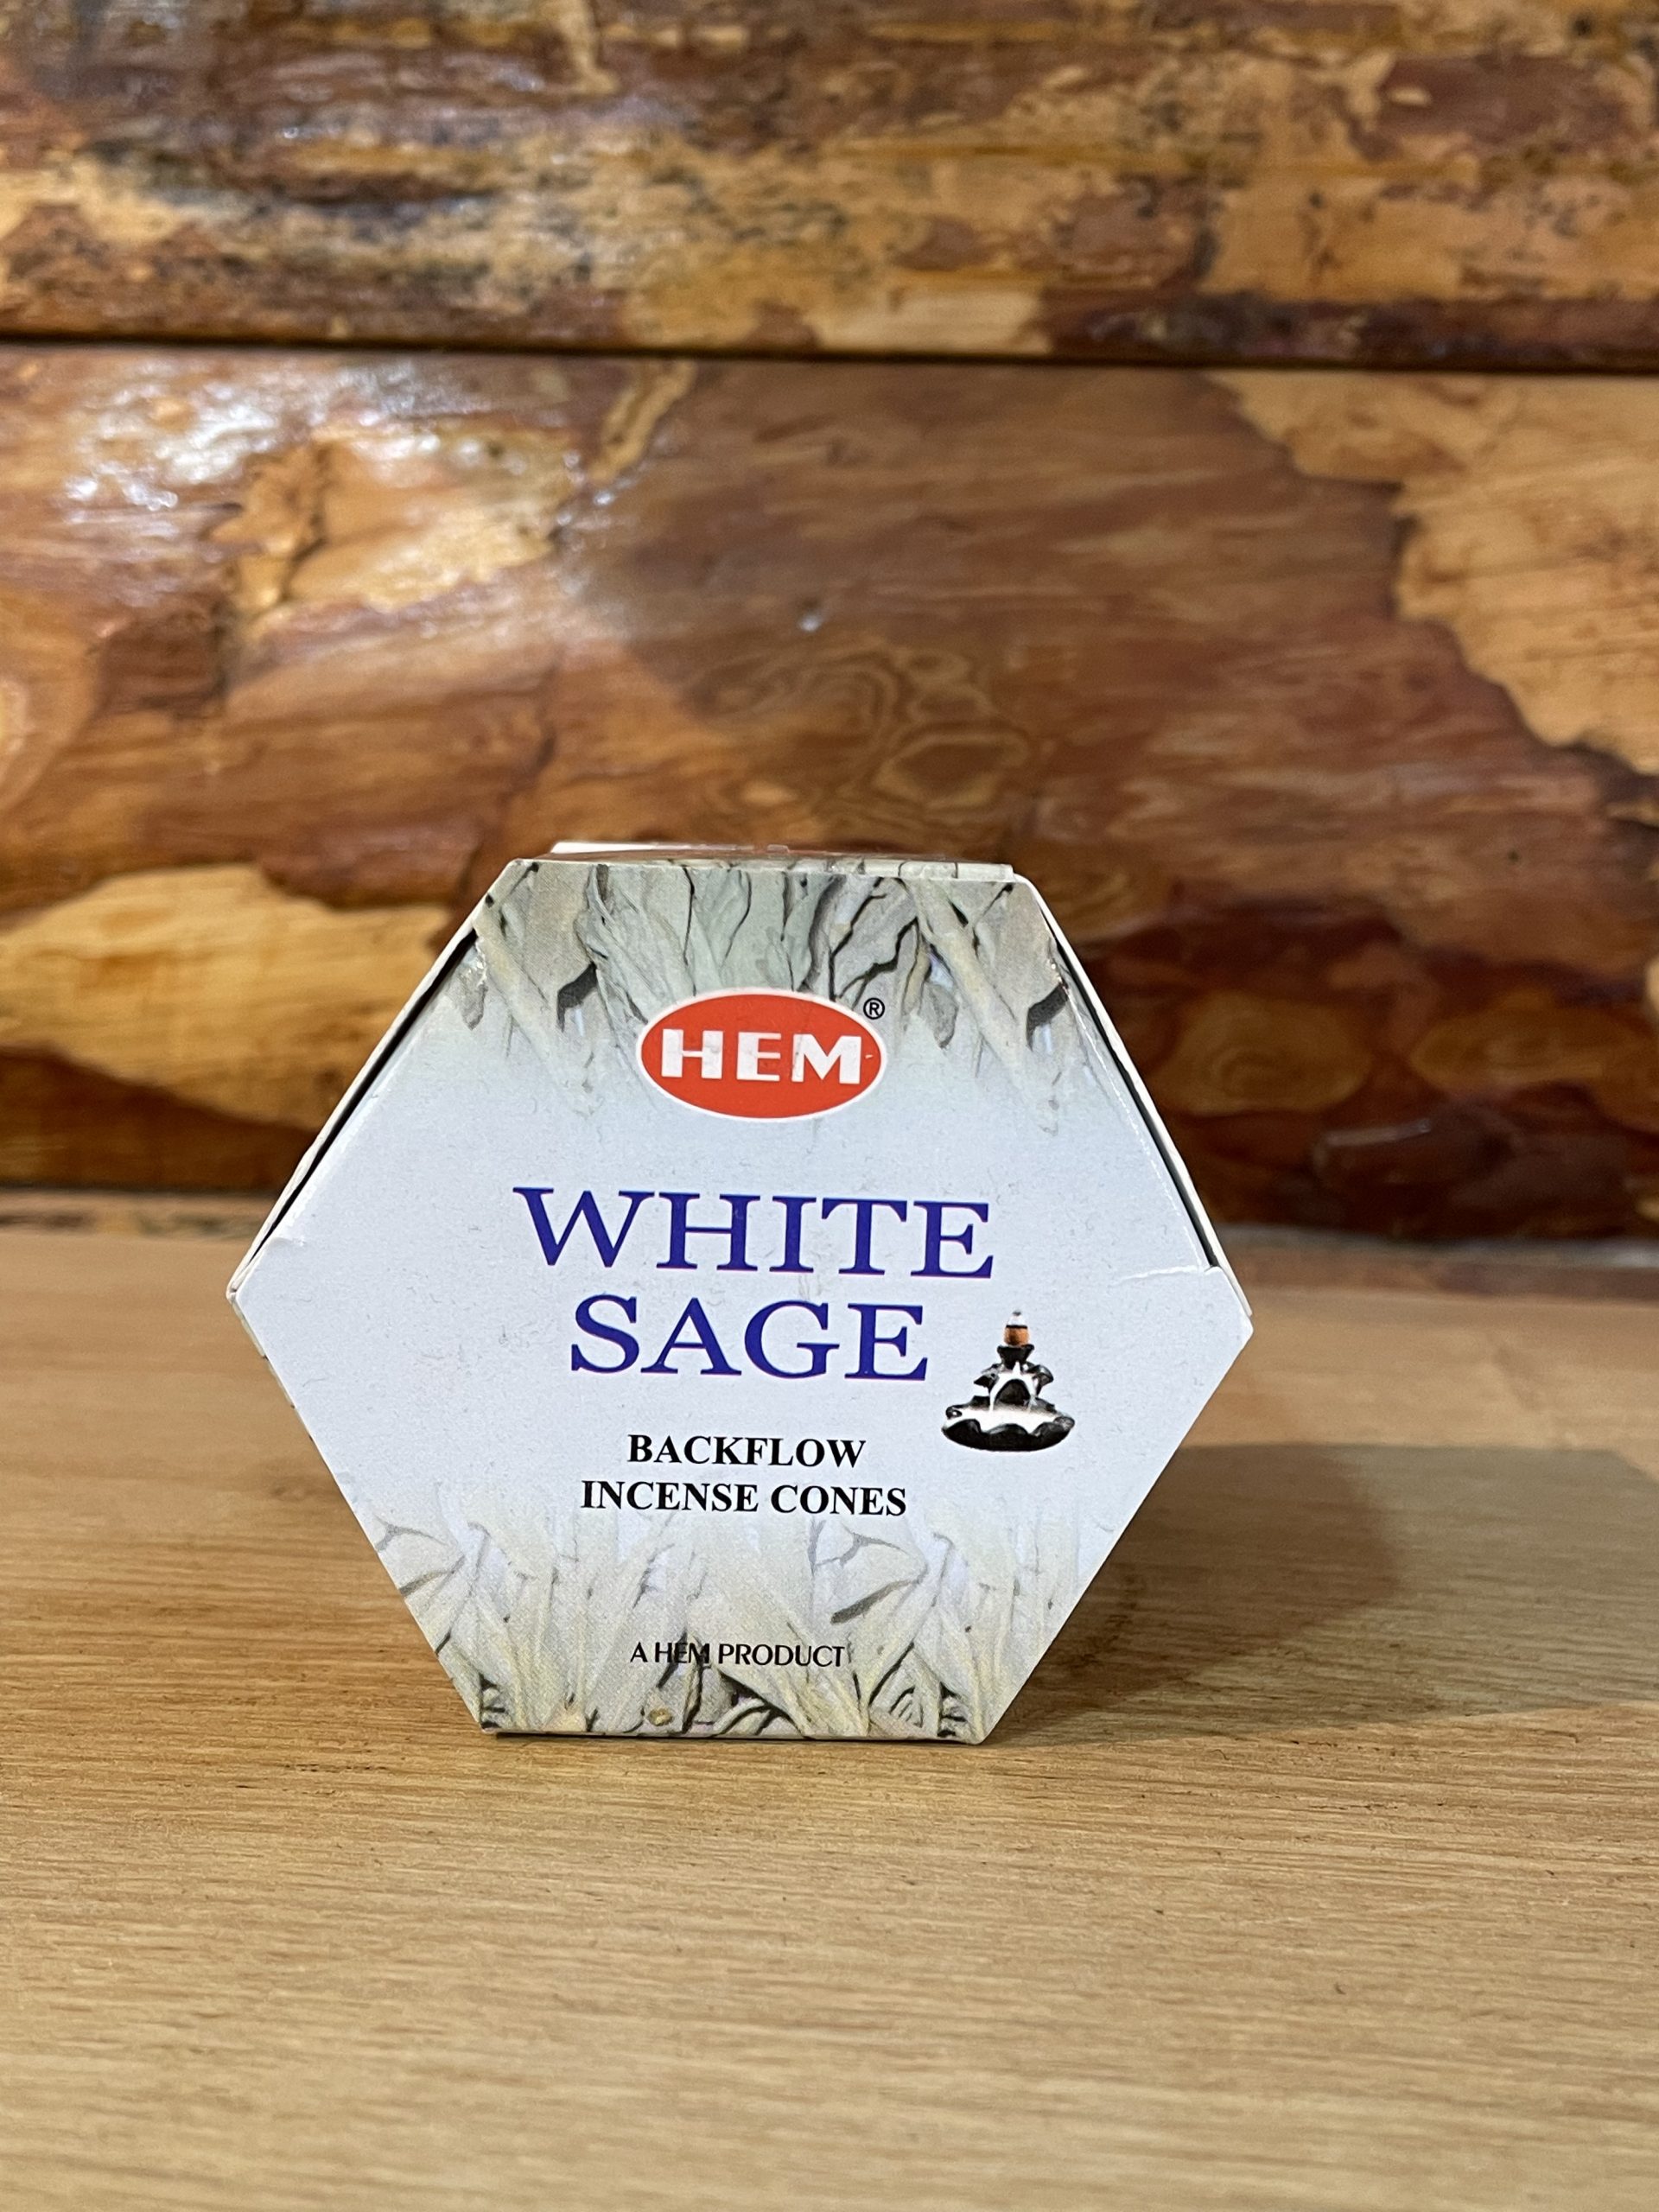 HEM®
WHITE
SAGE
BACKFLOW
INCENSE CONES
A HEM PRODUCT